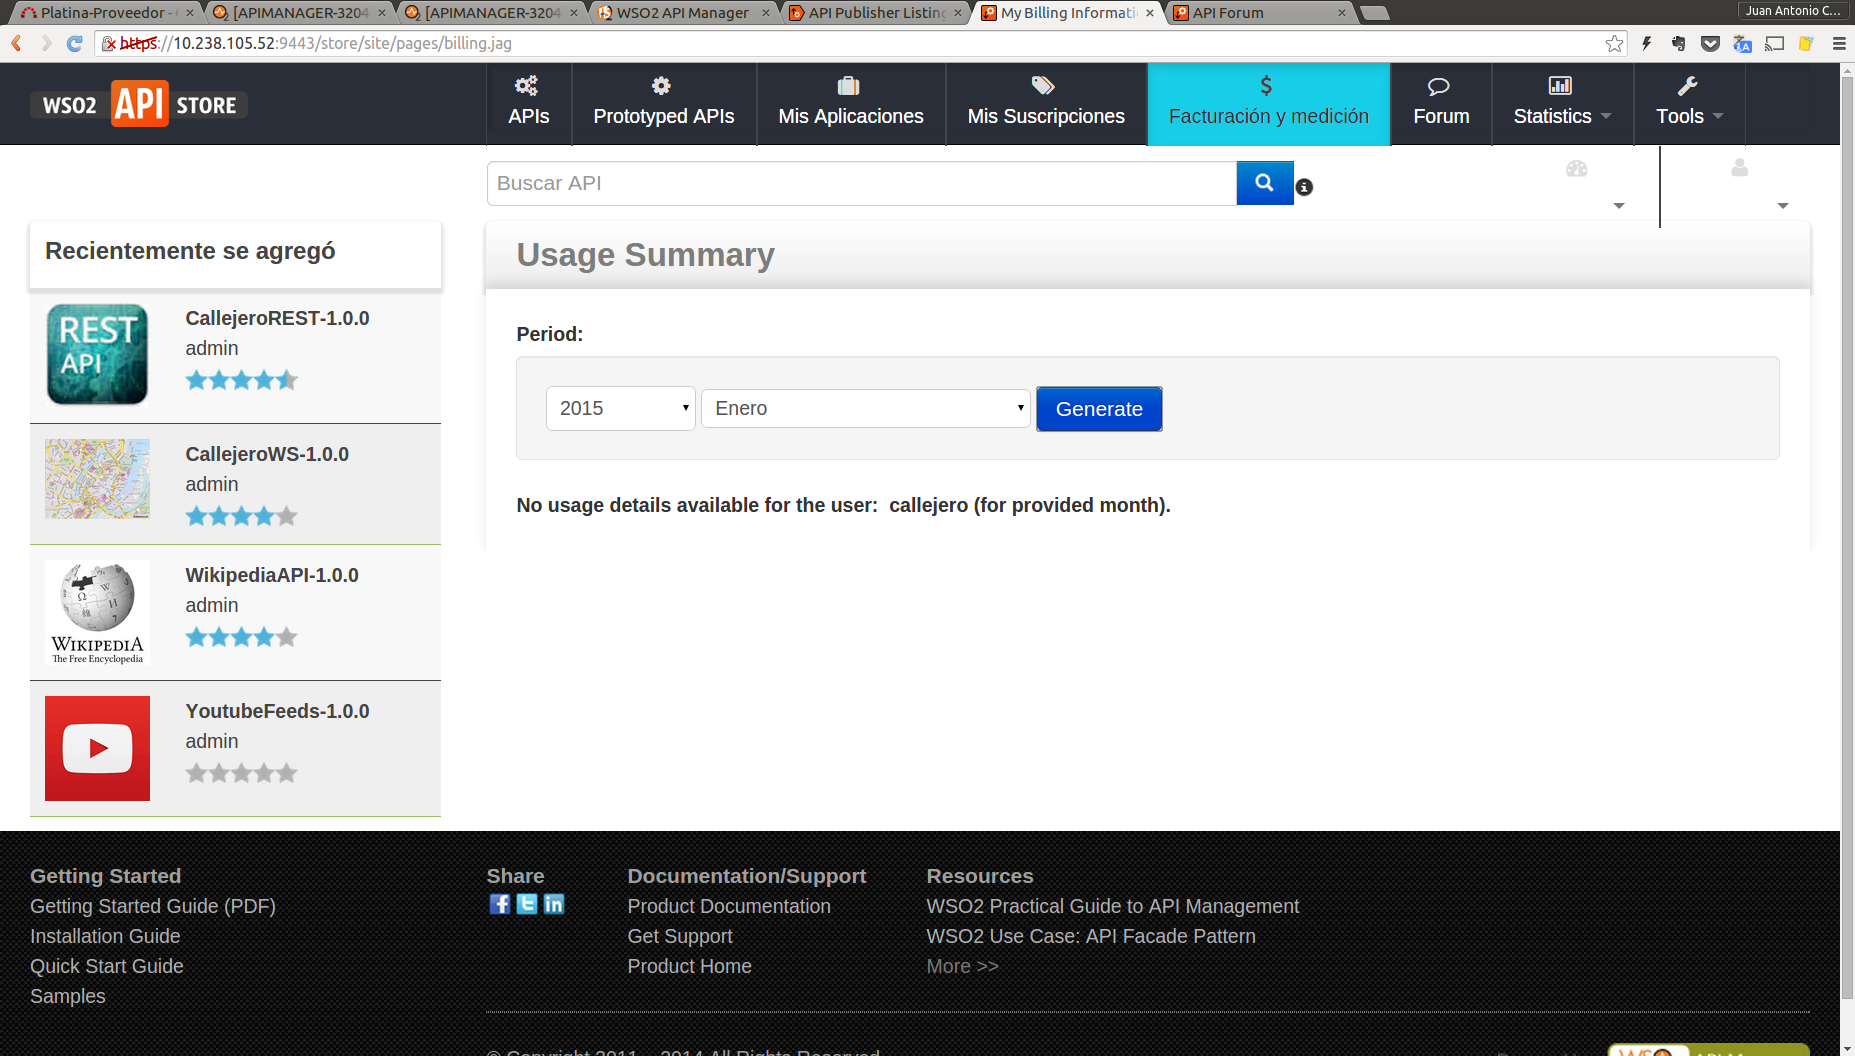 Platina-Proveedor -
[APIMANAGER-3204
[APIMANAGER-3204
WSO2 API Manager
API Publisher Listing
My Billing Informati
API Forum
Juan Antonio C...
https://10.238.105.52:9443/store/site/pages/billing.jag
WSO2 API STORE
APIs
Prototyped APIs
Mis Aplicaciones
Mis Suscripciones
Facturación y medición
Forum
Statistics
Tools
Buscar API
Recientemente se agregó
REST
API
CallejeroREST-1.0.0
admin
CallejeroWS-1.0.0
admin
WIKIPEDIA
The Free Encyclopedia
WikipediaAPI-1.0.0
admin
YoutubeFeeds-1.0.0
admin
Usage Summary
Period:
2015
Enero
Generate
No usage details available for the user: callejero (for provided month).
Getting Started
Getting Started Guide (PDF)
Installation Guide
Quick Start Guide
Samples
Share
Documentation/Support
Product Documentation
Get Support
Product Home
Resources
WSO2 Practical Guide to API Management
WSO2 Use Case: API Facade Pattern
More >>
© Copyright 2011 – 2014 All Rights Reserved